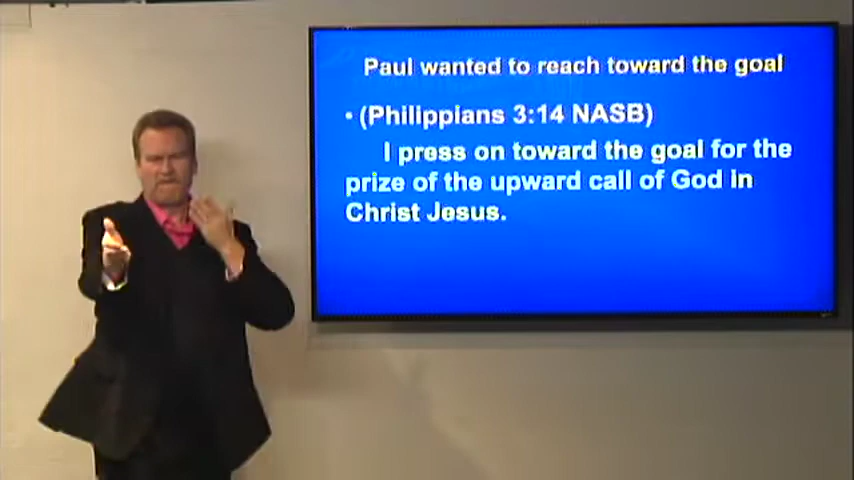 Paul wanted to reach toward the goal
• (Philippians 3:14 NASB)
I press on toward the goal for the
prize of the upward call of God in
Christ Jesus.